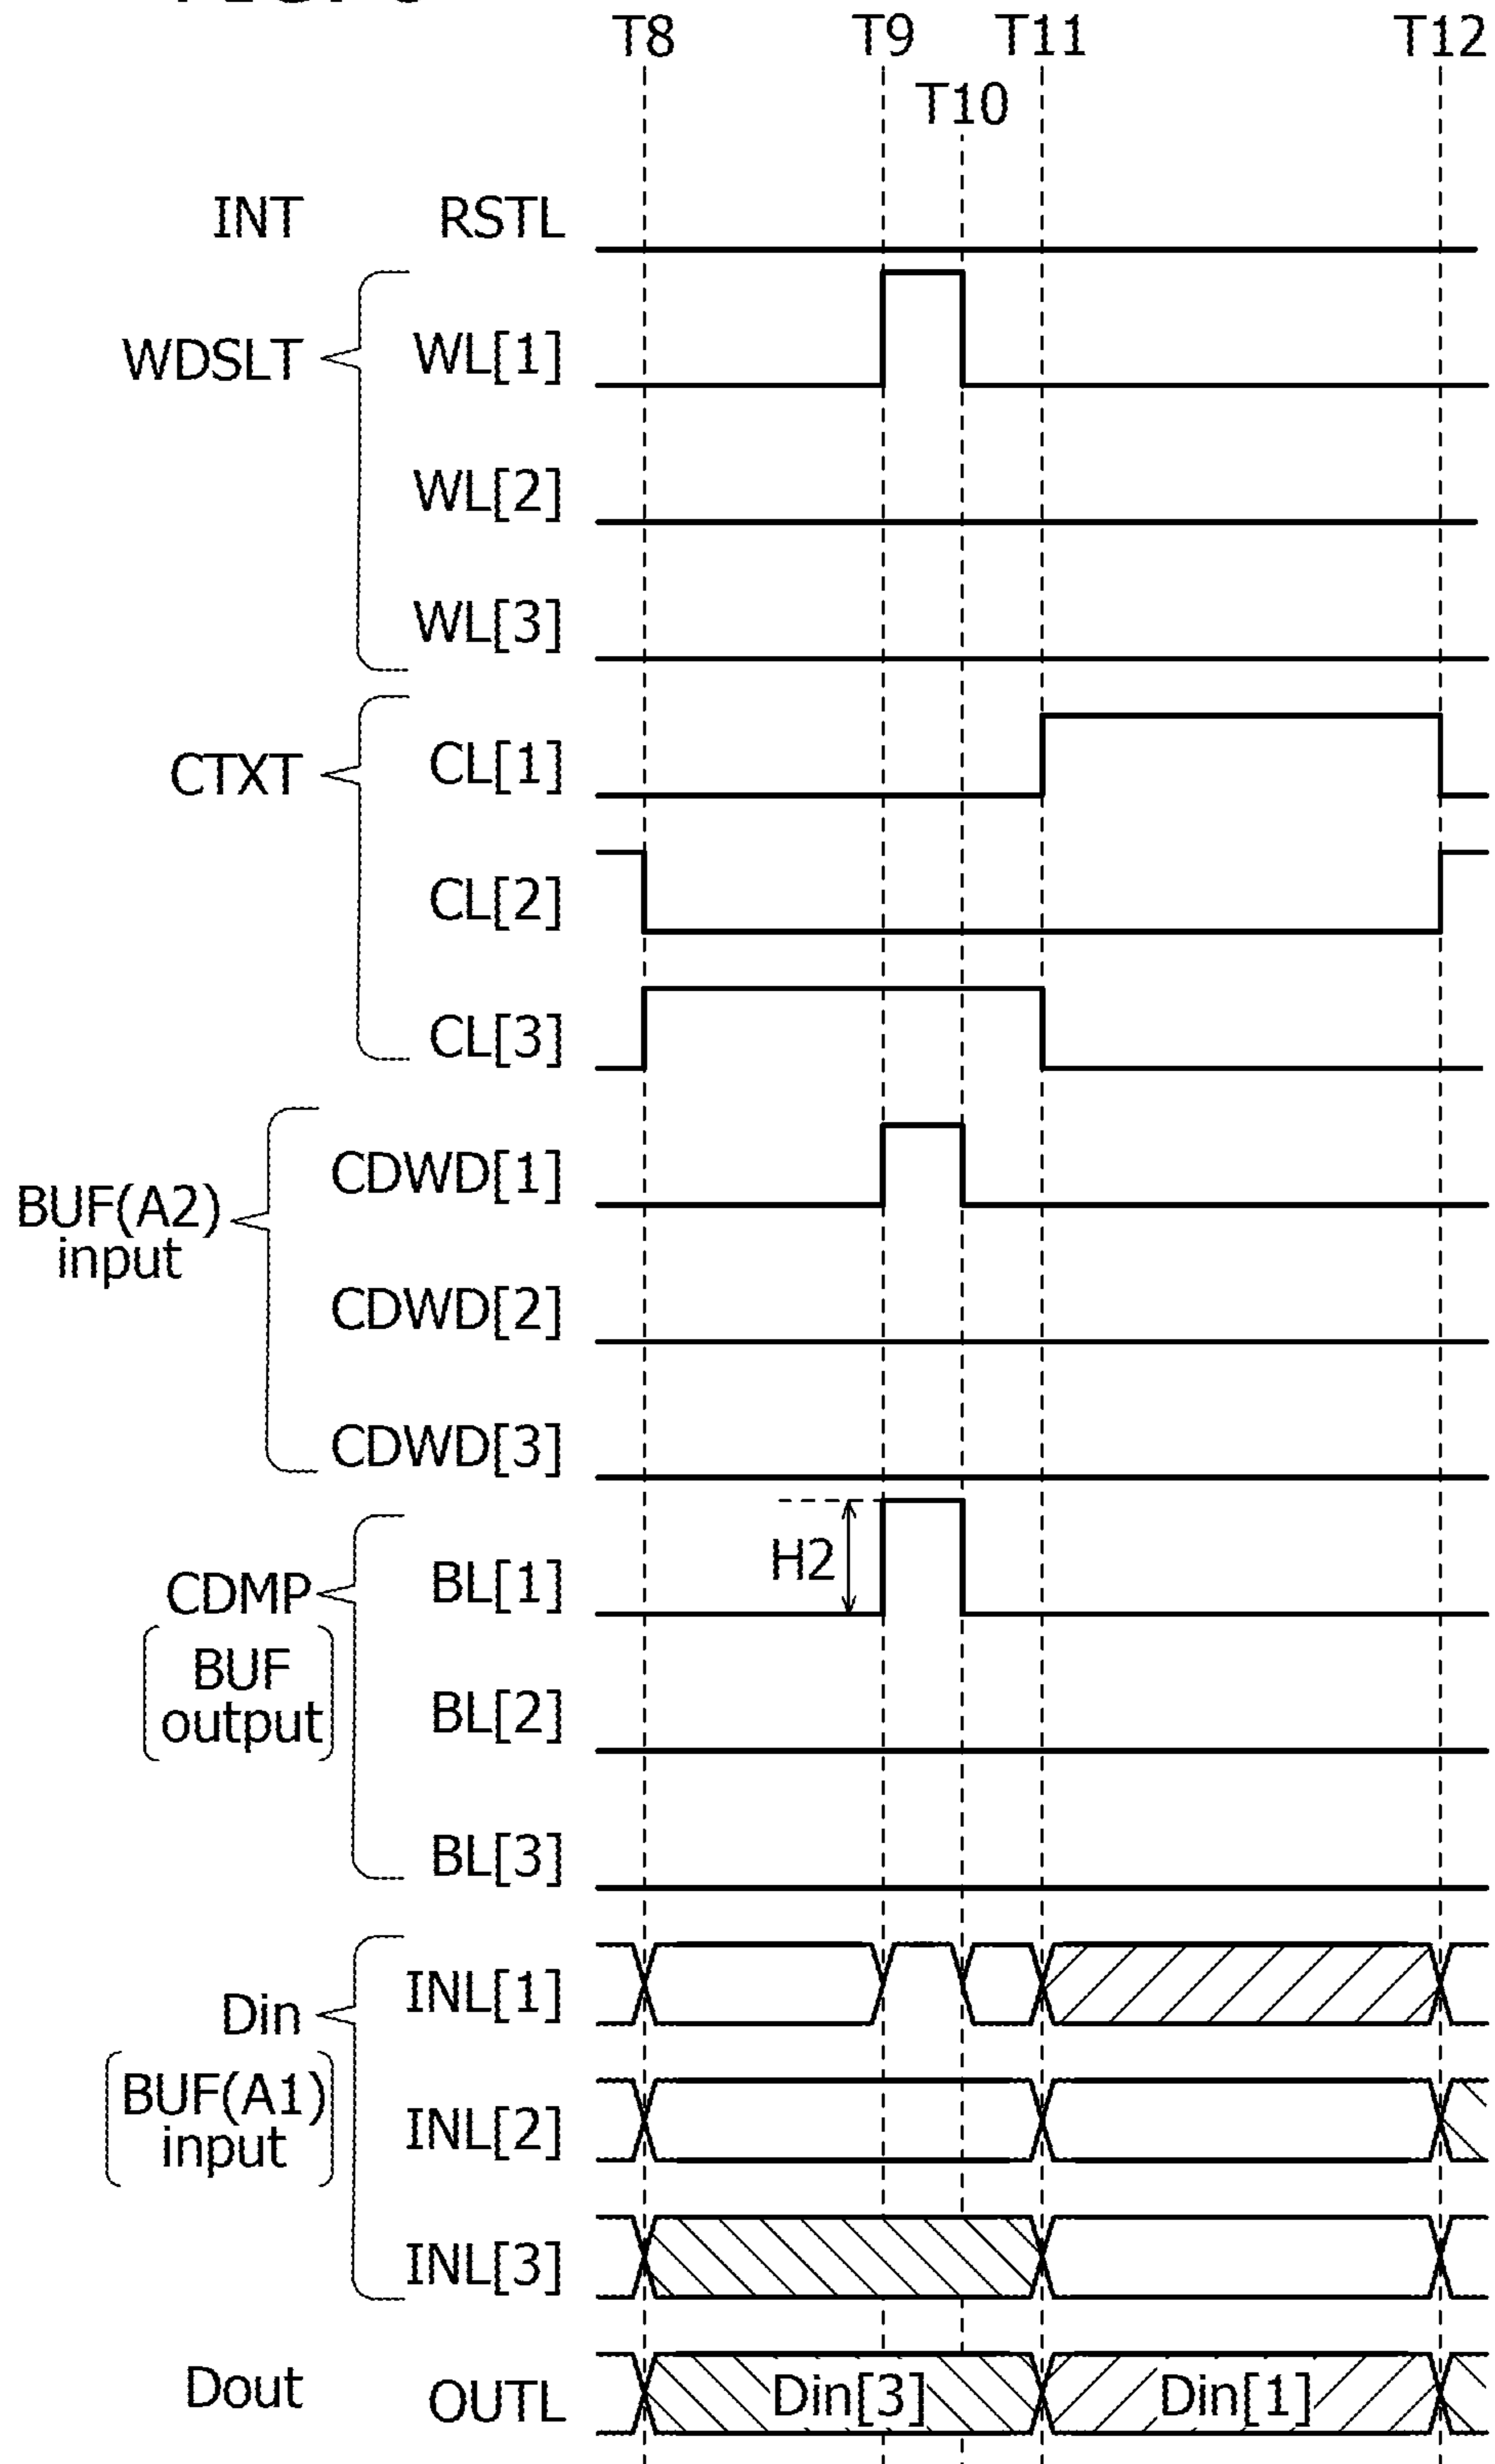 T8 T9 T11 T12
T10
INT RSTL
WDSLT
WL[1]
WL[2]
WL[3]
CTXT
CL[1]
CL[2]
CL[3]
BUF(A2)
input
CDWD[1]
CDWD[2]
CDWD[3]
H2
CDMP
BUF
output
BL[1]
BL[2]
BL[3]
Din
BUF(A1)
input
INL[1]
INL[2]
INL[3]
Dout OUTL Din[3] Din[1]